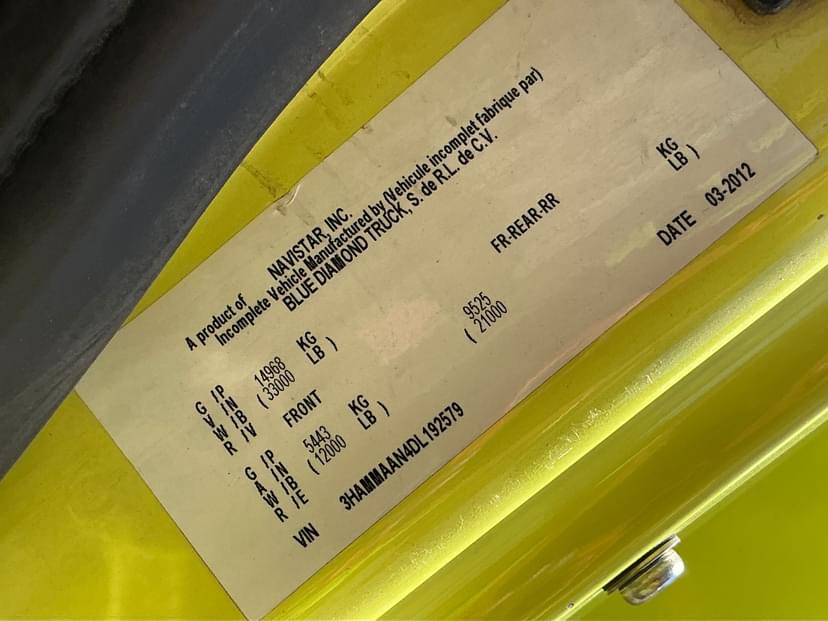 A product of NAVISTAR, INC.
Incomplete Vehicle Manufactured by (Vehicule incomplet fabrique par)
BLUE DIAMOND TRUCK, S. de R.L. de C.V.
G /P
V /N 14968 KG
W /B ( 33000 LB )
R /V
FRONT FR-REAR-RR
G /P
A /N 5443 KG 9525 KG
W /B ( 12000 LB ) ( 21000 LB )
R /E
VIN 3HAMMAAN4DL192579 DATE 03-2012